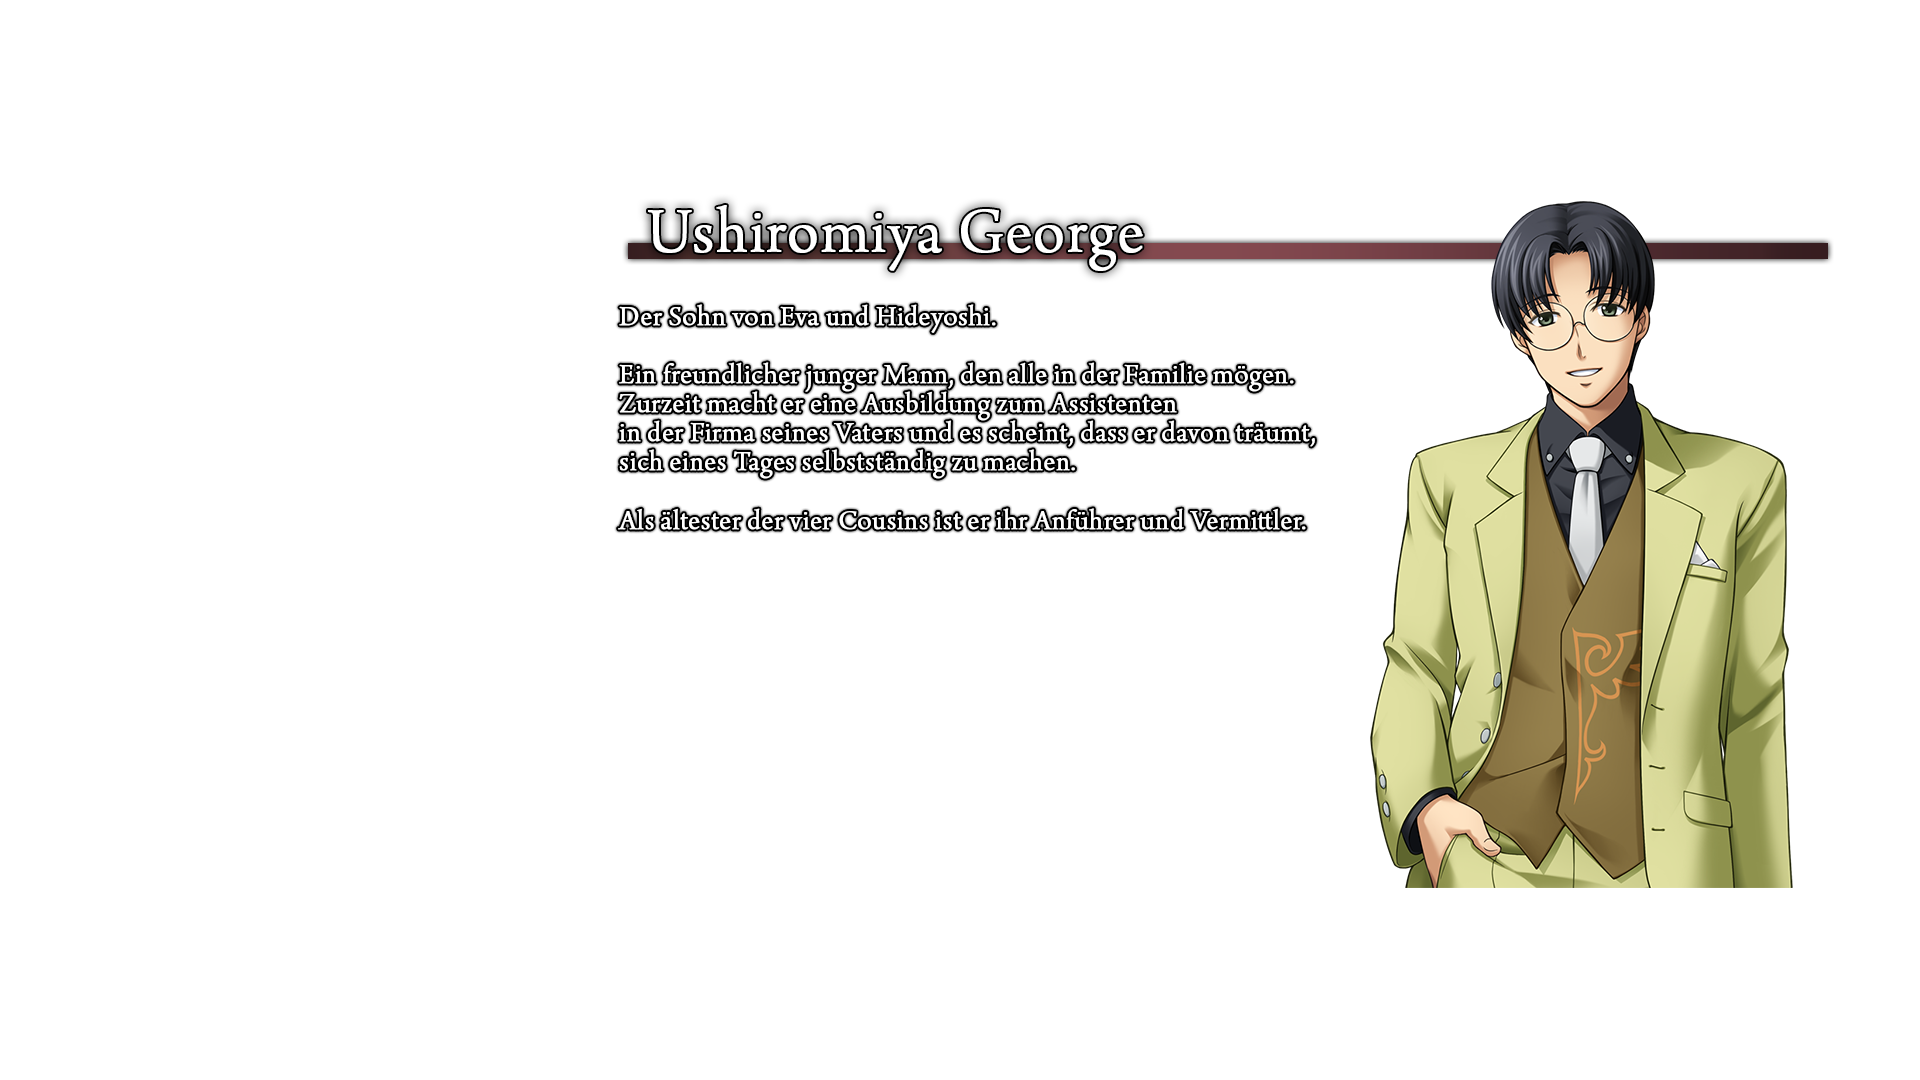 Ushiromiya George
Der Sohn von Eva und Hideyoshi.
Ein freundlicher junger Mann, den alle in der Familie mögen.
Zurzeit macht er eine Ausbildung zum Assistenten
in der Firma seines Vaters und es scheint, dass er davon träumt,
sich eines Tages selbstständig zu machen.
Als ältester der vier Cousins ist er ihr Anführer und Vermittler.